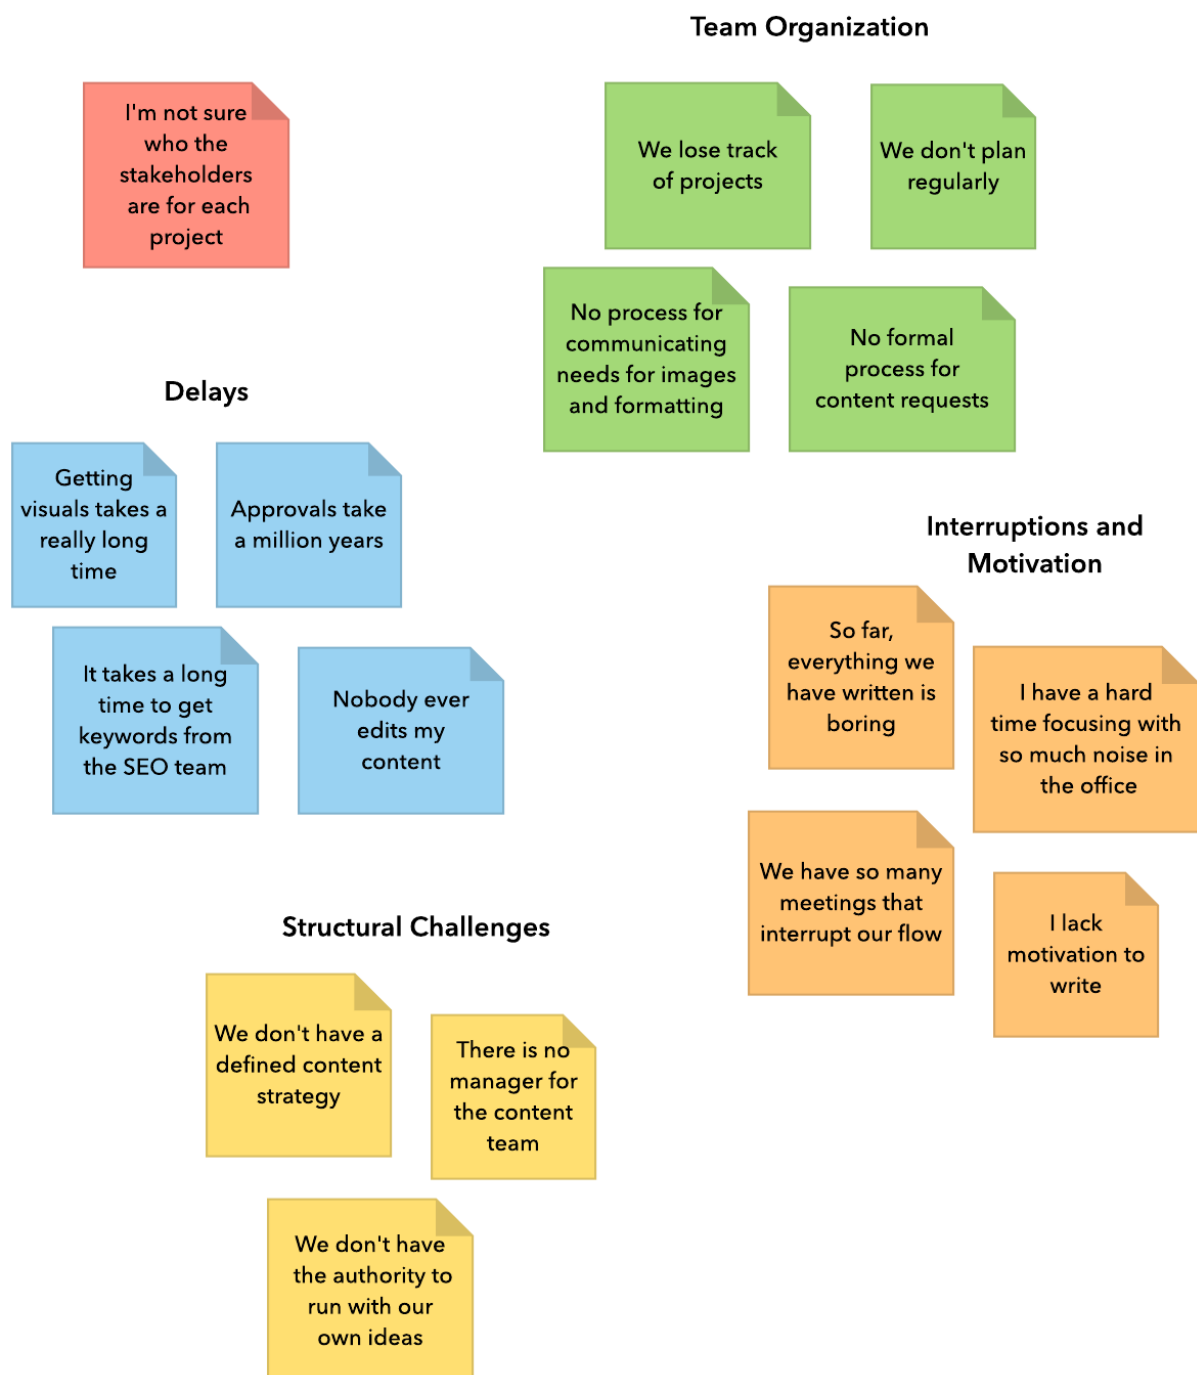 Team Organization
I'm not sure
who the
stakeholders
are for each
project
We lose track
of projects
We don't plan
regularly
No process for
communicating
needs for images
and formatting
No formal
process for
content requests
Delays
Getting
visuals takes a
really long
time
Approvals take
a million years
It takes a long
time to get
keywords from
the SEO team
Nobody ever
edits my
content
Interruptions and
Motivation
So far,
everything we
have written is
boring
I have a hard
time focusing with
so much noise in
the office
We have so many
meetings that
interrupt our flow
I lack
motivation to
write
Structural Challenges
We don't have a
defined content
strategy
There is no
manager for
the content
team
We don't have
the authority to
run with our
own ideas